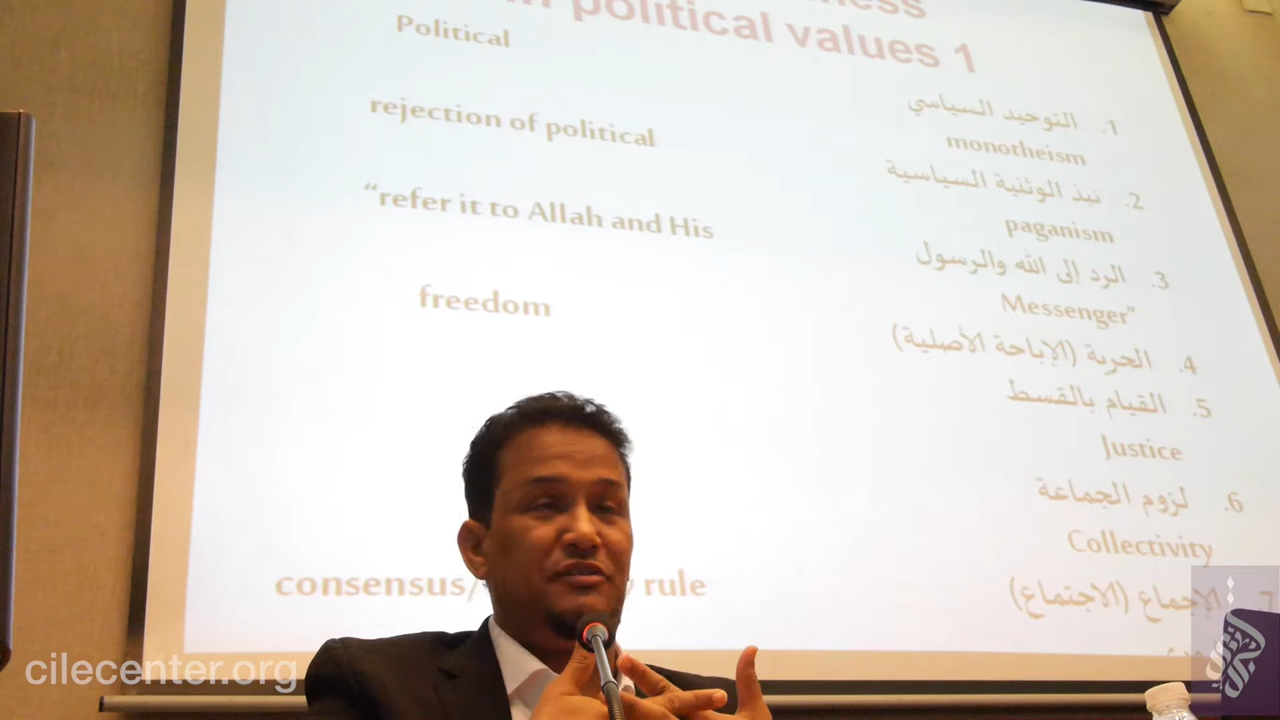 in political values 1
Political
1. التوحيد السياسي
monotheism
rejection of political
2. نبذ الوثنية السياسية
paganism
“refer it to Allah and His
3. الرد إلى الله والرسول
Messenger”
freedom
4. الحرية (الإباحة الأصلية)
5. القيام بالقسط
Justice
6. لزوم الجماعة
Collectivity
consensus/ rule
7. الإجماع (الاجتماع)
cilecenter.org